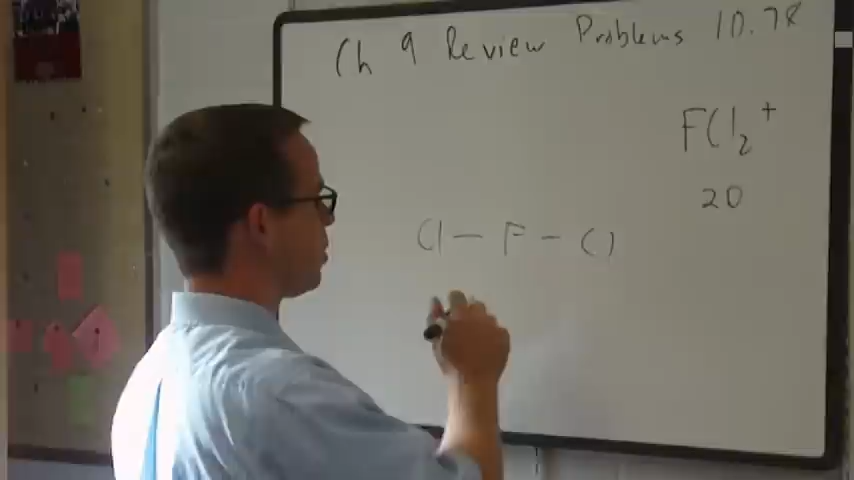 Ch 9 Review Problems 10.78
FCl₂⁺
20
Cl — F — Cl